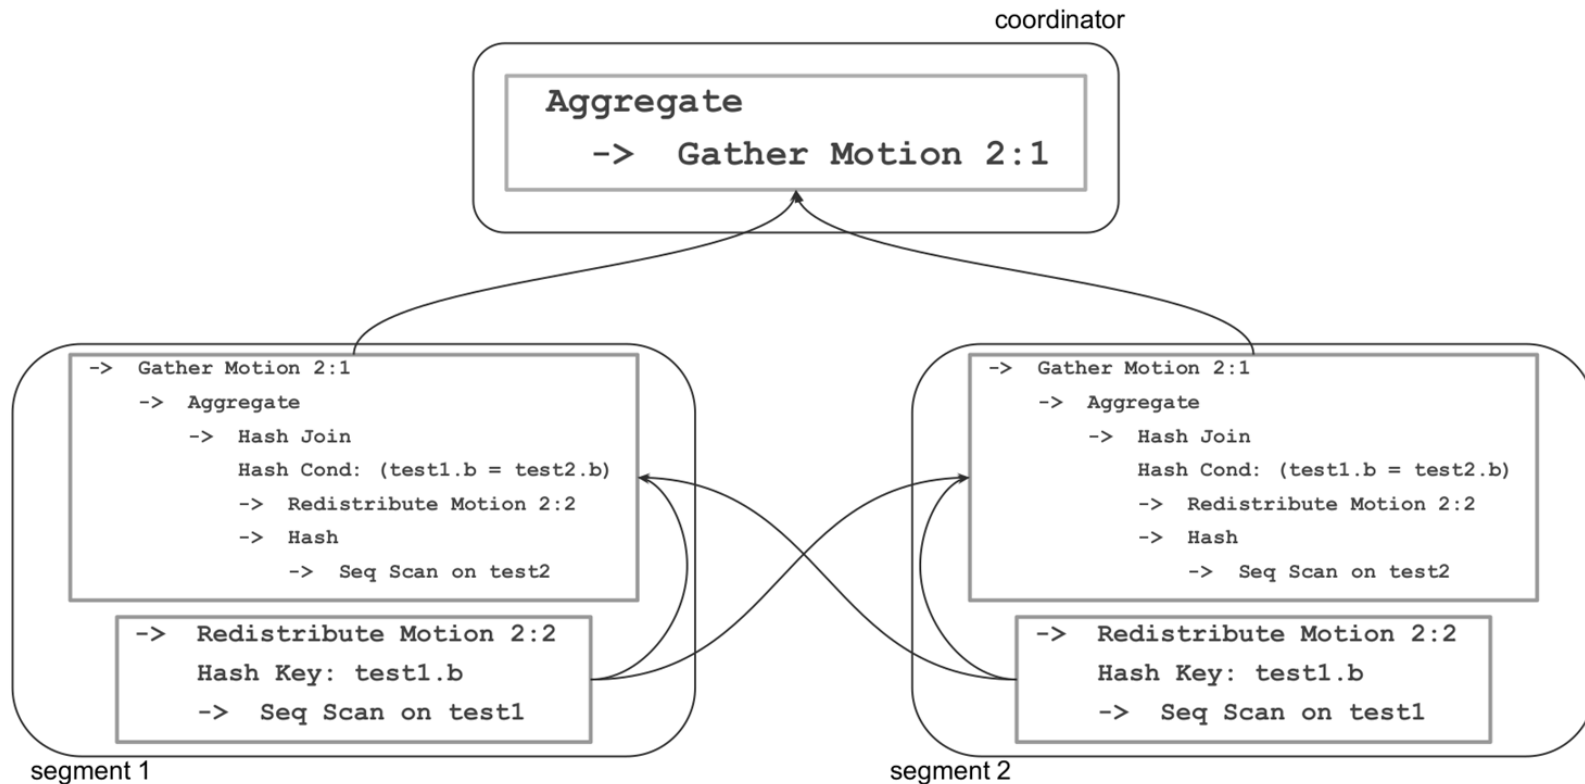 coordinator
Aggregate
-> Gather Motion 2:1
-> Gather Motion 2:1
-> Aggregate
-> Hash Join
Hash Cond: (test1.b = test2.b)
-> Redistribute Motion 2:2
-> Hash
-> Seq Scan on test2
-> Redistribute Motion 2:2
Hash Key: test1.b
-> Seq Scan on test1
segment 1
-> Gather Motion 2:1
-> Aggregate
-> Hash Join
Hash Cond: (test1.b = test2.b)
-> Redistribute Motion 2:2
-> Hash
-> Seq Scan on test2
-> Redistribute Motion 2:2
Hash Key: test1.b
-> Seq Scan on test1
segment 2